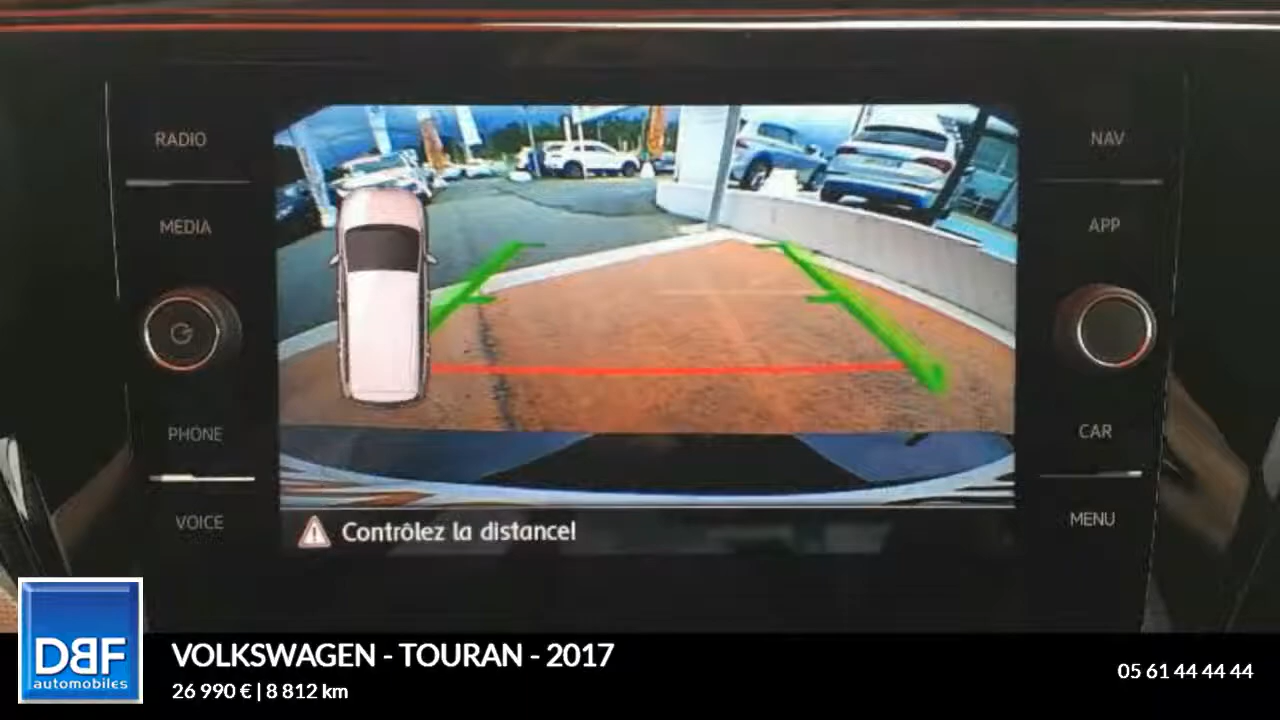 RADIO
MEDIA
PHONE
VOICE
NAV
APP
CAR
MENU
Contrôlez la distance!
DBF
automobiles
VOLKSWAGEN - TOURAN - 2017
26 990 € | 8 812 km
05 61 44 44 44